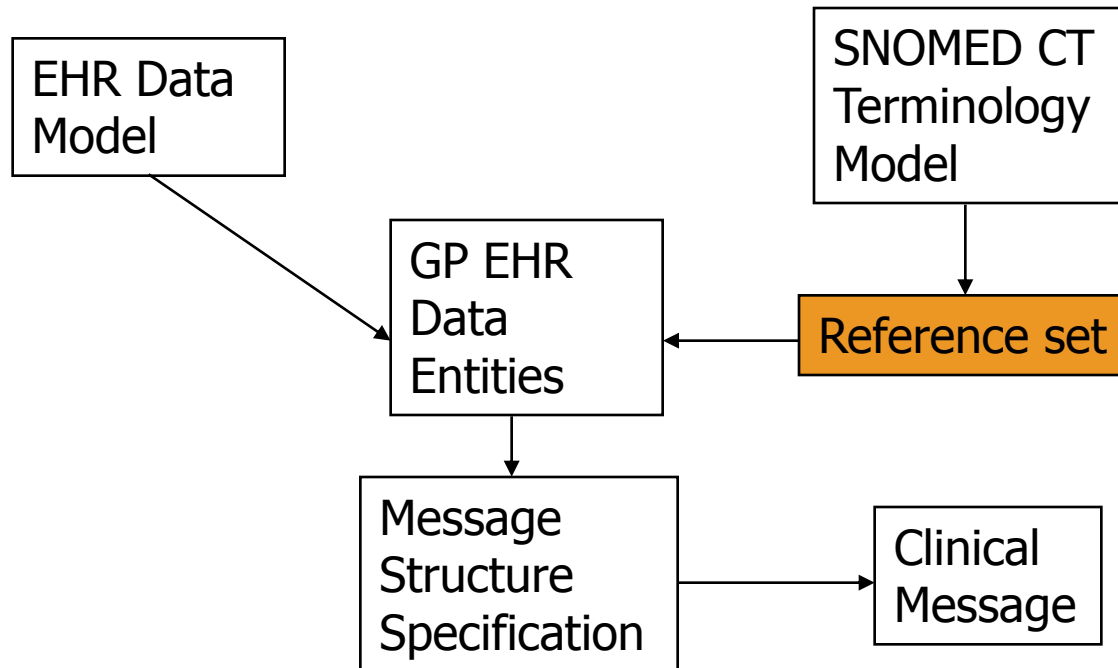 EHR Data
Model
SNOMED CT
Terminology
Model
GP EHR
Data
Entities
Reference set
Message
Structure
Specification
Clinical
Message